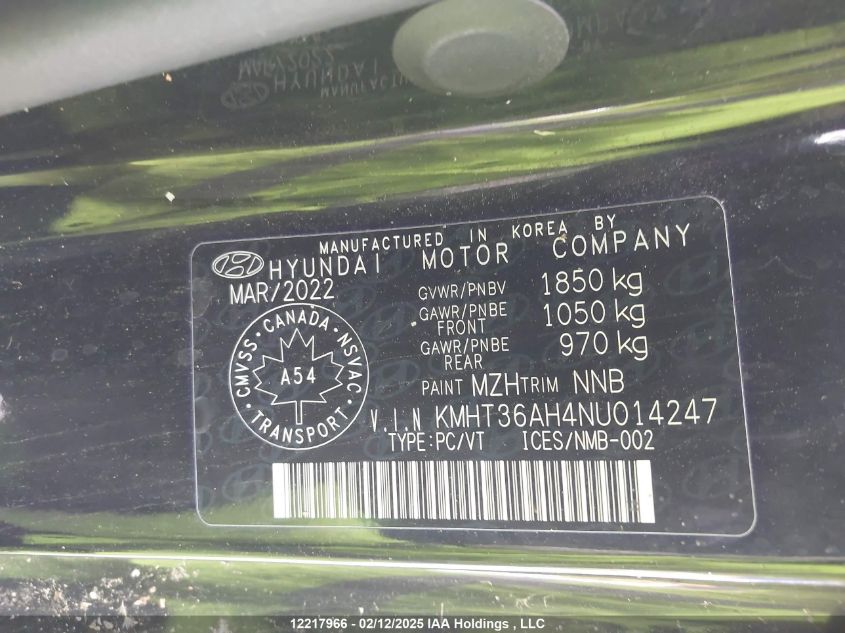 MANUFACTURED IN KOREA BY
HYUNDAI MOTOR COMPANY
MAR/2022
GVWR/PNBV 1850 kg
GAWR/PNBE FRONT 1050 kg
GAWR/PNBE REAR 970 kg
CMVSS · CANADA · NSVAC
A54
TRANSPORT
PAINT MZH TRIM NNB
V.I.N KMHT36AH4NU014247
TYPE:PC/VT ICES/NMB-002
12217966 - 02/12/2025 IAA Holdings , LLC